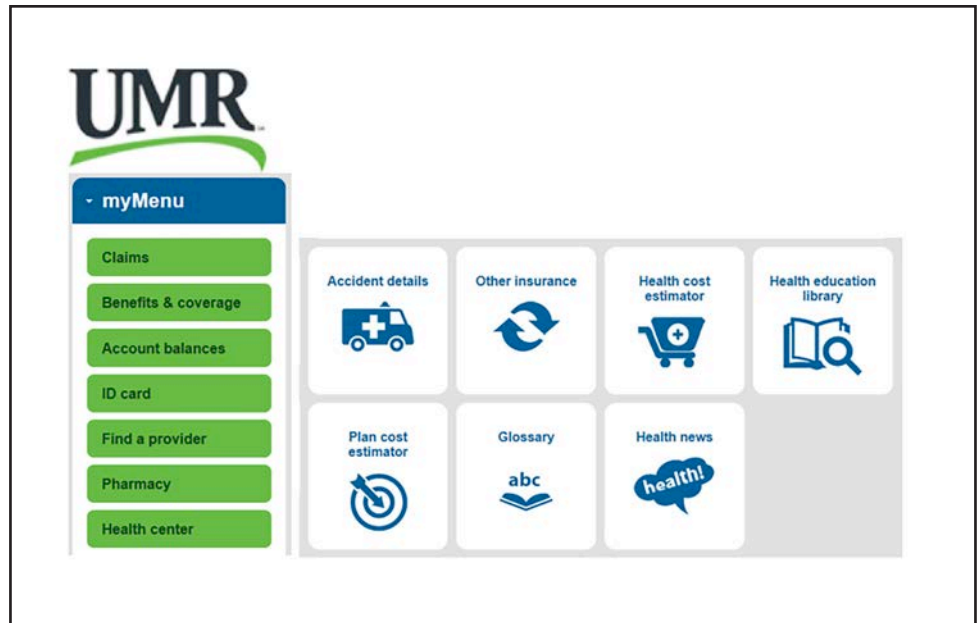 UMR
myMenu
Claims
Benefits & coverage
Account balances
ID card
Find a provider
Pharmacy
Health center
Accident details
Other insurance
Health cost
estimator
Health education
library
Plan cost
estimator
Glossary
abc
Health news
health!